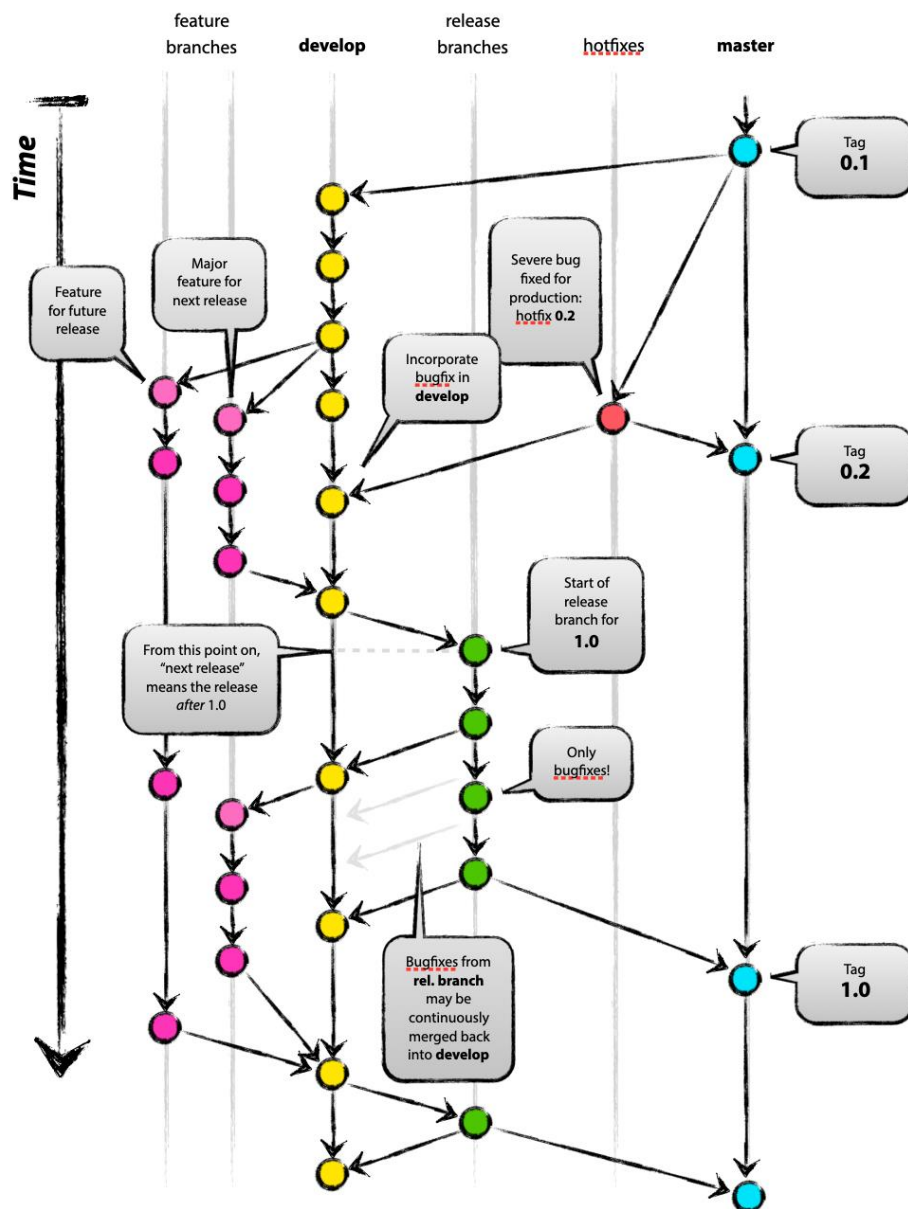 feature
branches
develop
release
branches
hotfixes
master
Time
Tag
0.1
Major
feature for
next release
Feature
for future
release
Severe bug
fixed for
production:
hotfix 0.2
Incorporate
bugfix in
develop
Tag
0.2
Start of
release
branch for
1.0
From this point on,
“next release”
means the release
after 1.0
Only
bugfixes!
Bugfixes from
rel. branch
may be
continuously
merged back
into develop
Tag
1.0